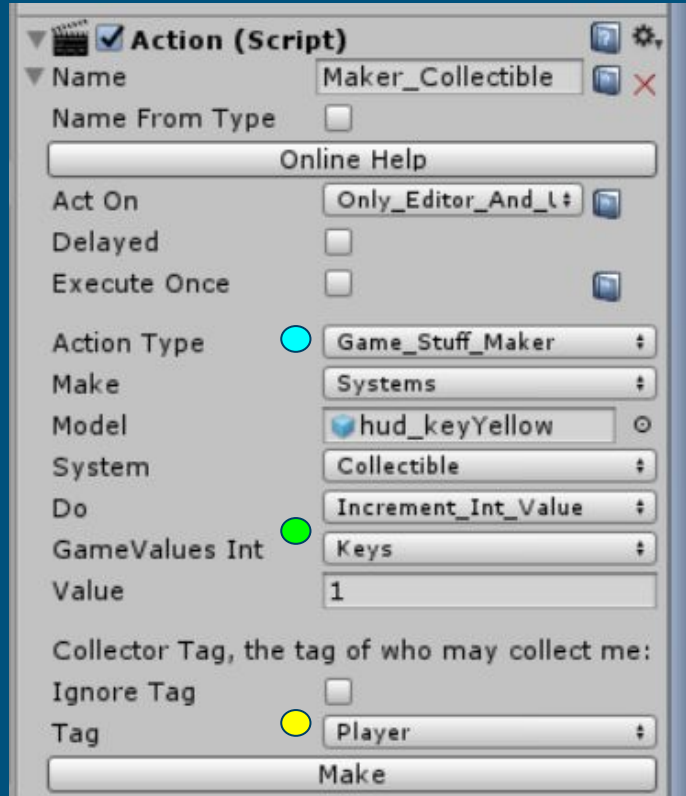 Action (Script)
Name Maker_Collectible
Name From Type
Online Help
Act On Only_Editor_And_
Delayed
Execute Once
Action Type Game_Stuff_Maker
Make Systems
Model hud_keyYellow
System Collectible
Do Increment_Int_Value
GameValues Int Keys
Value 1
Collector Tag, the tag of who may collect me:
Ignore Tag
Tag Player
Make